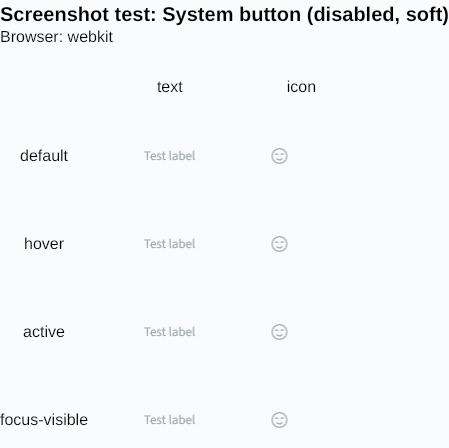 Screenshot test: System button (disabled, soft)
Browser: webkit
text icon
default Test label
hover Test label
active Test label
focus-visible Test label